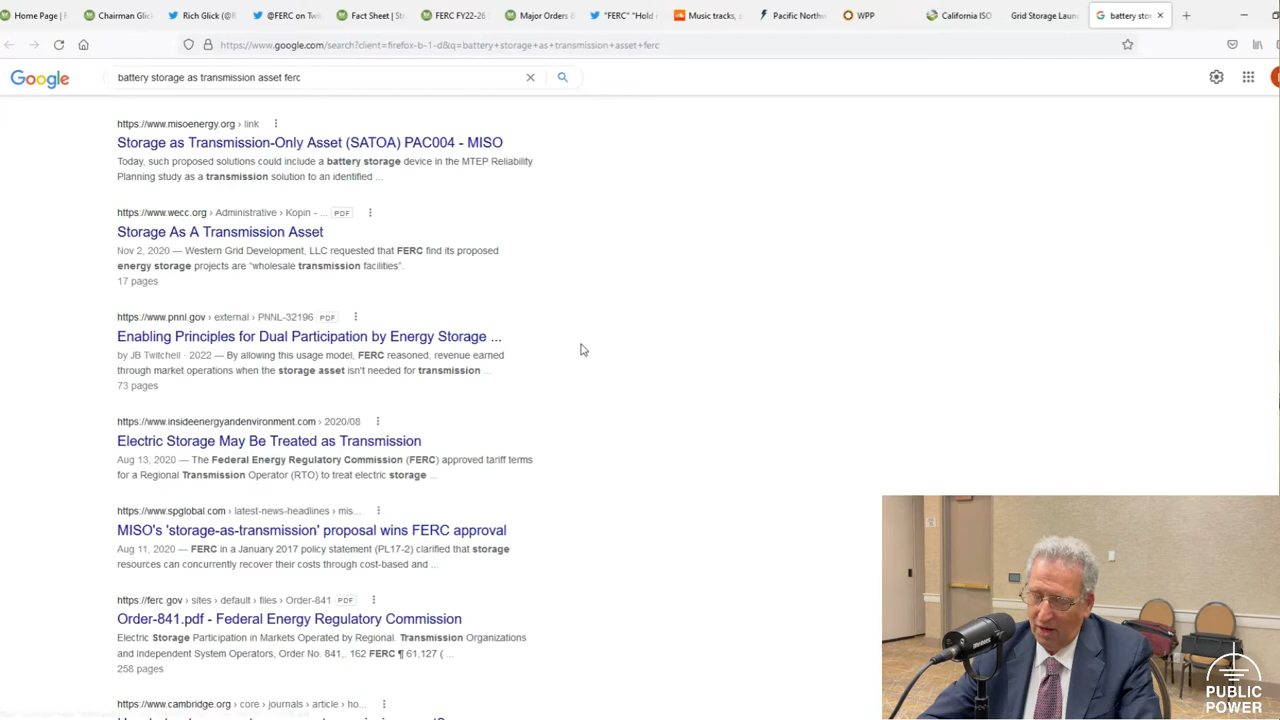 Home Page | F
Chairman Glick
Rich Glick (@R
@FERC on Twi
Fact Sheet | St
FERC FY22-26
Major Orders &
"FERC" "Hold r
Music tracks, s
Pacific Northw
WPP
California ISO
Grid Storage Laun
battery stor
https://www.google.com/search?client=firefox-b-1-d&q=battery+storage+as+transmission+asset+ferc
Google
battery storage as transmission asset ferc
https://www.misoenergy.org › link
Storage as Transmission-Only Asset (SATOA) PAC004 - MISO
Today, such proposed solutions could include a battery storage device in the MTEP Reliability
Planning study as a transmission solution to an identified ...
https://www.wecc.org › Administrative › Kopin - ... PDF
Storage As A Transmission Asset
Nov 2, 2020 — Western Grid Development, LLC requested that FERC find its proposed
energy storage projects are "wholesale transmission facilities".
17 pages
https://www.pnnl.gov › external › PNNL-32196 PDF
Enabling Principles for Dual Participation by Energy Storage ...
by JB Twitchell · 2022 — By allowing this usage model, FERC reasoned, revenue earned
through market operations when the storage asset isn't needed for transmission ...
73 pages
https://www.insideenergyandenvironment.com › 2020/08
Electric Storage May Be Treated as Transmission
Aug 13, 2020 — The Federal Energy Regulatory Commission (FERC) approved tariff terms
for a Regional Transmission Operator (RTO) to treat electric storage ...
https://www.spglobal.com › latest-news-headlines › mis...
MISO's 'storage-as-transmission' proposal wins FERC approval
Aug 11, 2020 — FERC in a January 2017 policy statement (PL17-2) clarified that storage
resources can concurrently recover their costs through cost-based and ...
https://ferc.gov › sites › default › files › Order-841 PDF
Order-841.pdf - Federal Energy Regulatory Commission
Electric Storage Participation in Markets Operated by Regional. Transmission Organizations
and Independent System Operators, Order No. 841,. 162 FERC ¶ 61,127 ( ...
258 pages
https://www.cambridge.org › core › journals › article › ho...
PUBLIC
POWER